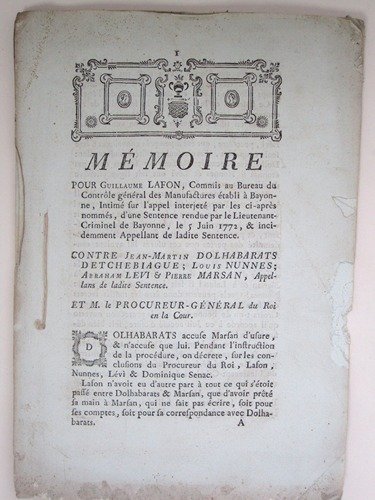 1
MÉMOIRE
POUR GUILLAUME LAFON, Commis au Bureau du
Contrôle général des Manufactures établi à Bayon-
ne, Intimé sur l'appel interjeté par les ci-après
nommés, d'une Sentence rendue par le Lieutenant-
Criminel de Bayonne, le 5 Juin 1772, & inci-
demment Appellant de ladite Sentence.
CONTRE JEAN-MARTIN DOLHABARATS
DETCHEBIAGUE; LOUIS NUNNES;
ABRAHAM LEVI & PIERRE MARSAN, Appel-
lans de ladite Sentence.
ET M. le PROCUREUR-GÉNÉRAL du Roi
en la Cour.
DOLHABARATS accuse Marsan d'usure,
& n'accuse que lui. Pendant l'instruction
de la procédure, on décrete, sur les con-
clusions du Procureur du Roi, Lafon,
Nunnes, Lévi & Dominique Senac.
Lafon n'avoit eu d'autre part à tout ce qui s'étoit
passé entre Dolhabarats & Marsan, que d'avoir prêté
sa main à Marsan, qui ne sait pas écrire, soit pour
ses comptes, soit pour sa correspondance avec Dolha-
barats.
A